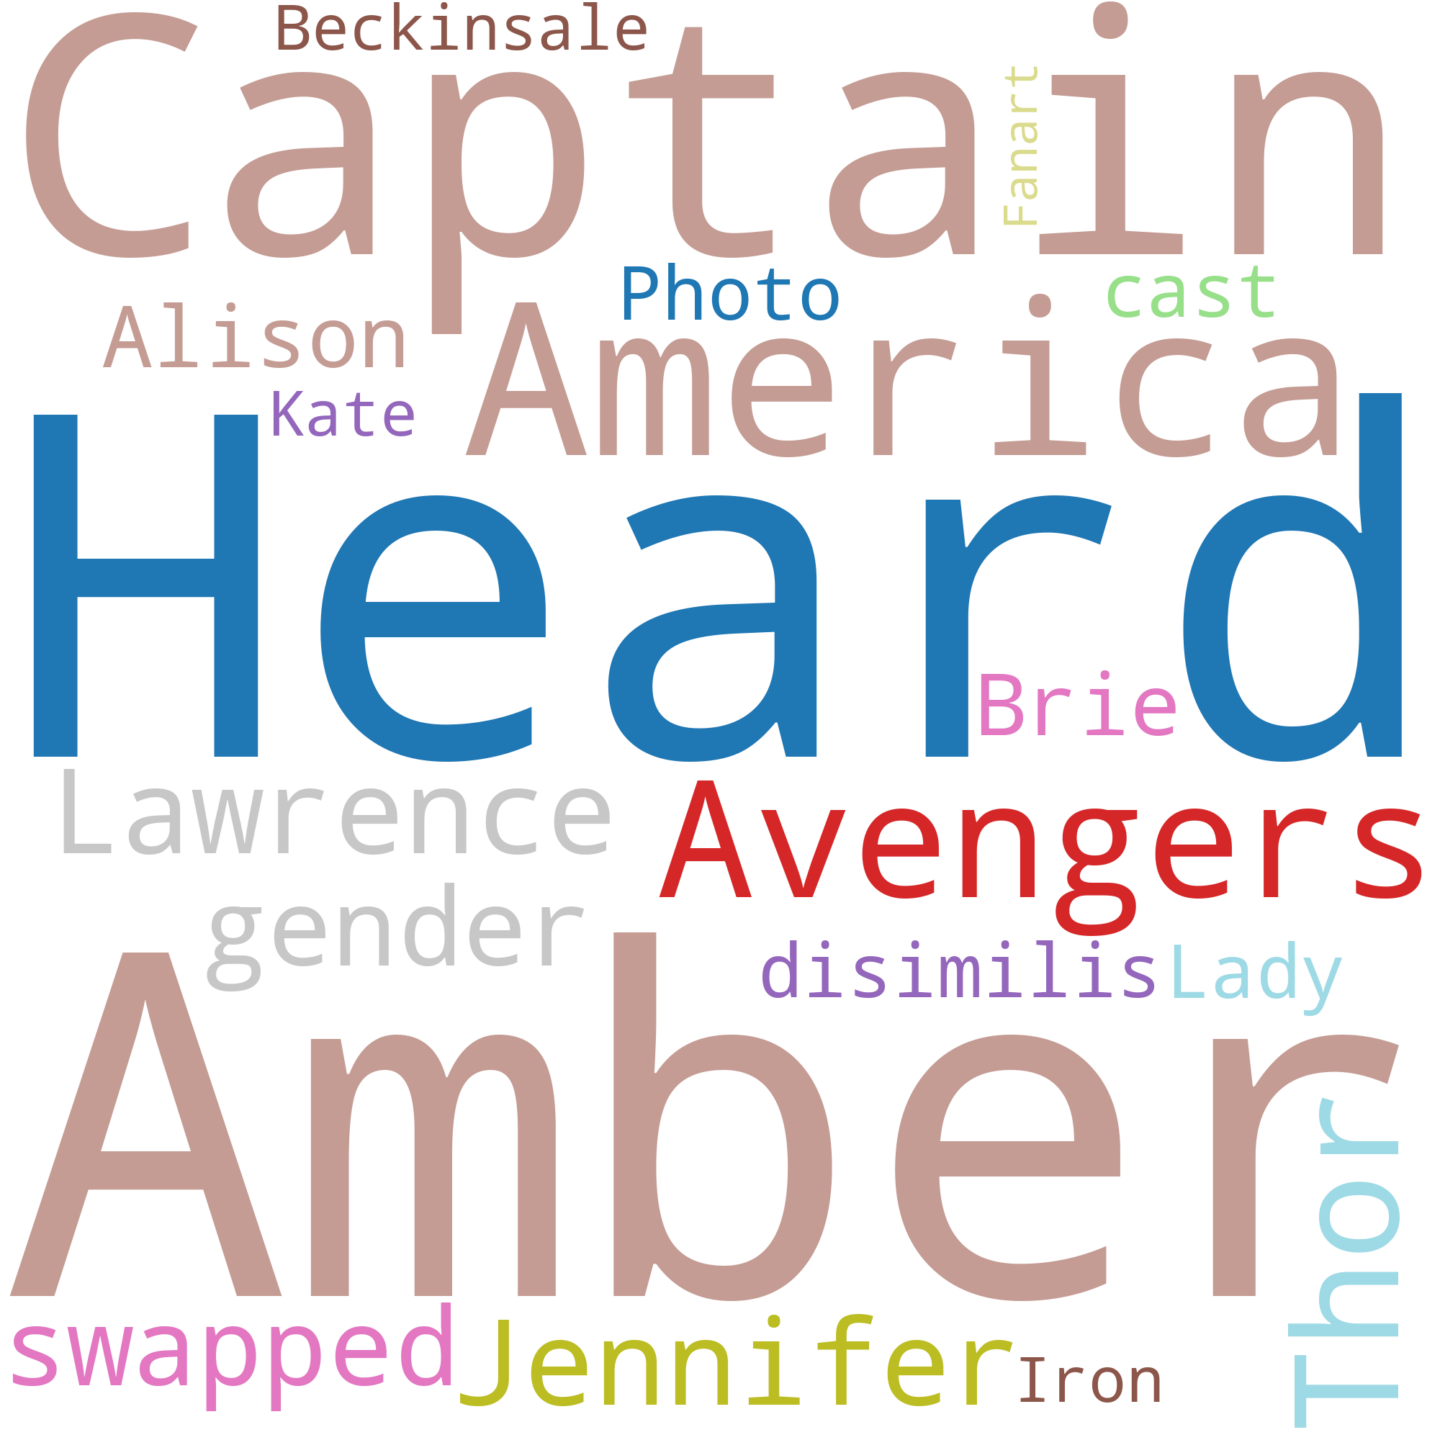 Beckinsale
Captain
Fanart
Photo
cast
Alison
America
Kate
Heard
Brie
Lawrence
Avengers
gender
disimilis
Lady
Amber
Thor
swapped
Jennifer
Iron